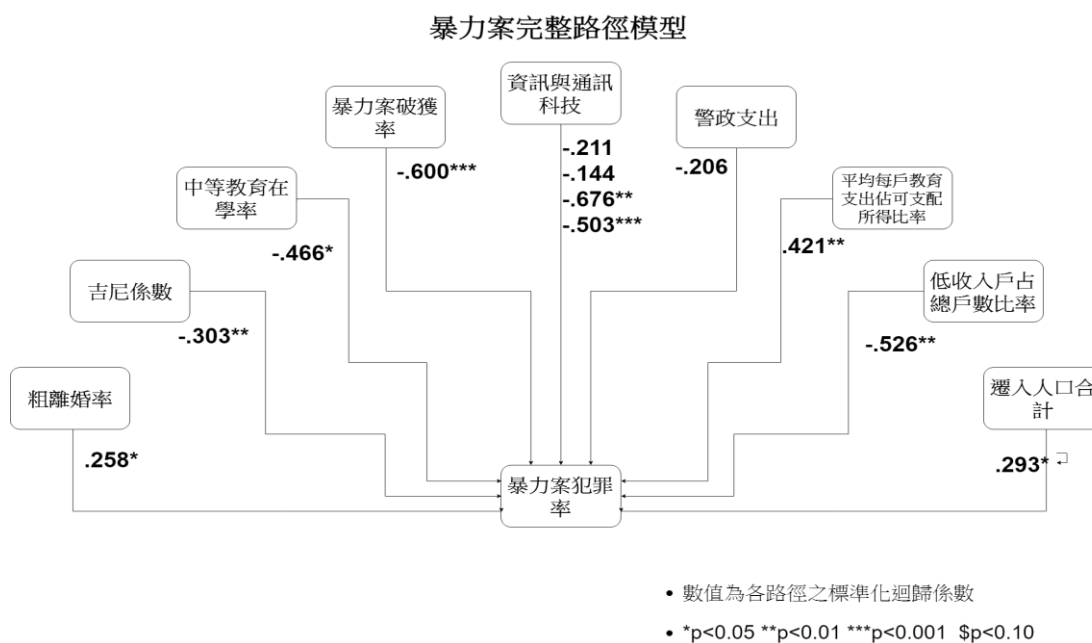 暴力案完整路徑模型
資訊與通訊
科技
-.211
-.144
-.676**
-.503***
暴力案破獲
率
-.600***
警政支出
-.206
中等教育在
學率
-.466*
平均每戶教育
支出佔可支配
所得比率
.421**
吉尼係數
-.303**
低收入戶占
總戶數比率
-.526**
粗離婚率
.258*
遷入人口合
計
.293*
暴力案犯罪
率
• 數值為各路徑之標準化迴歸係數
• *p<0.05 **p<0.01 ***p<0.001 $p<0.10